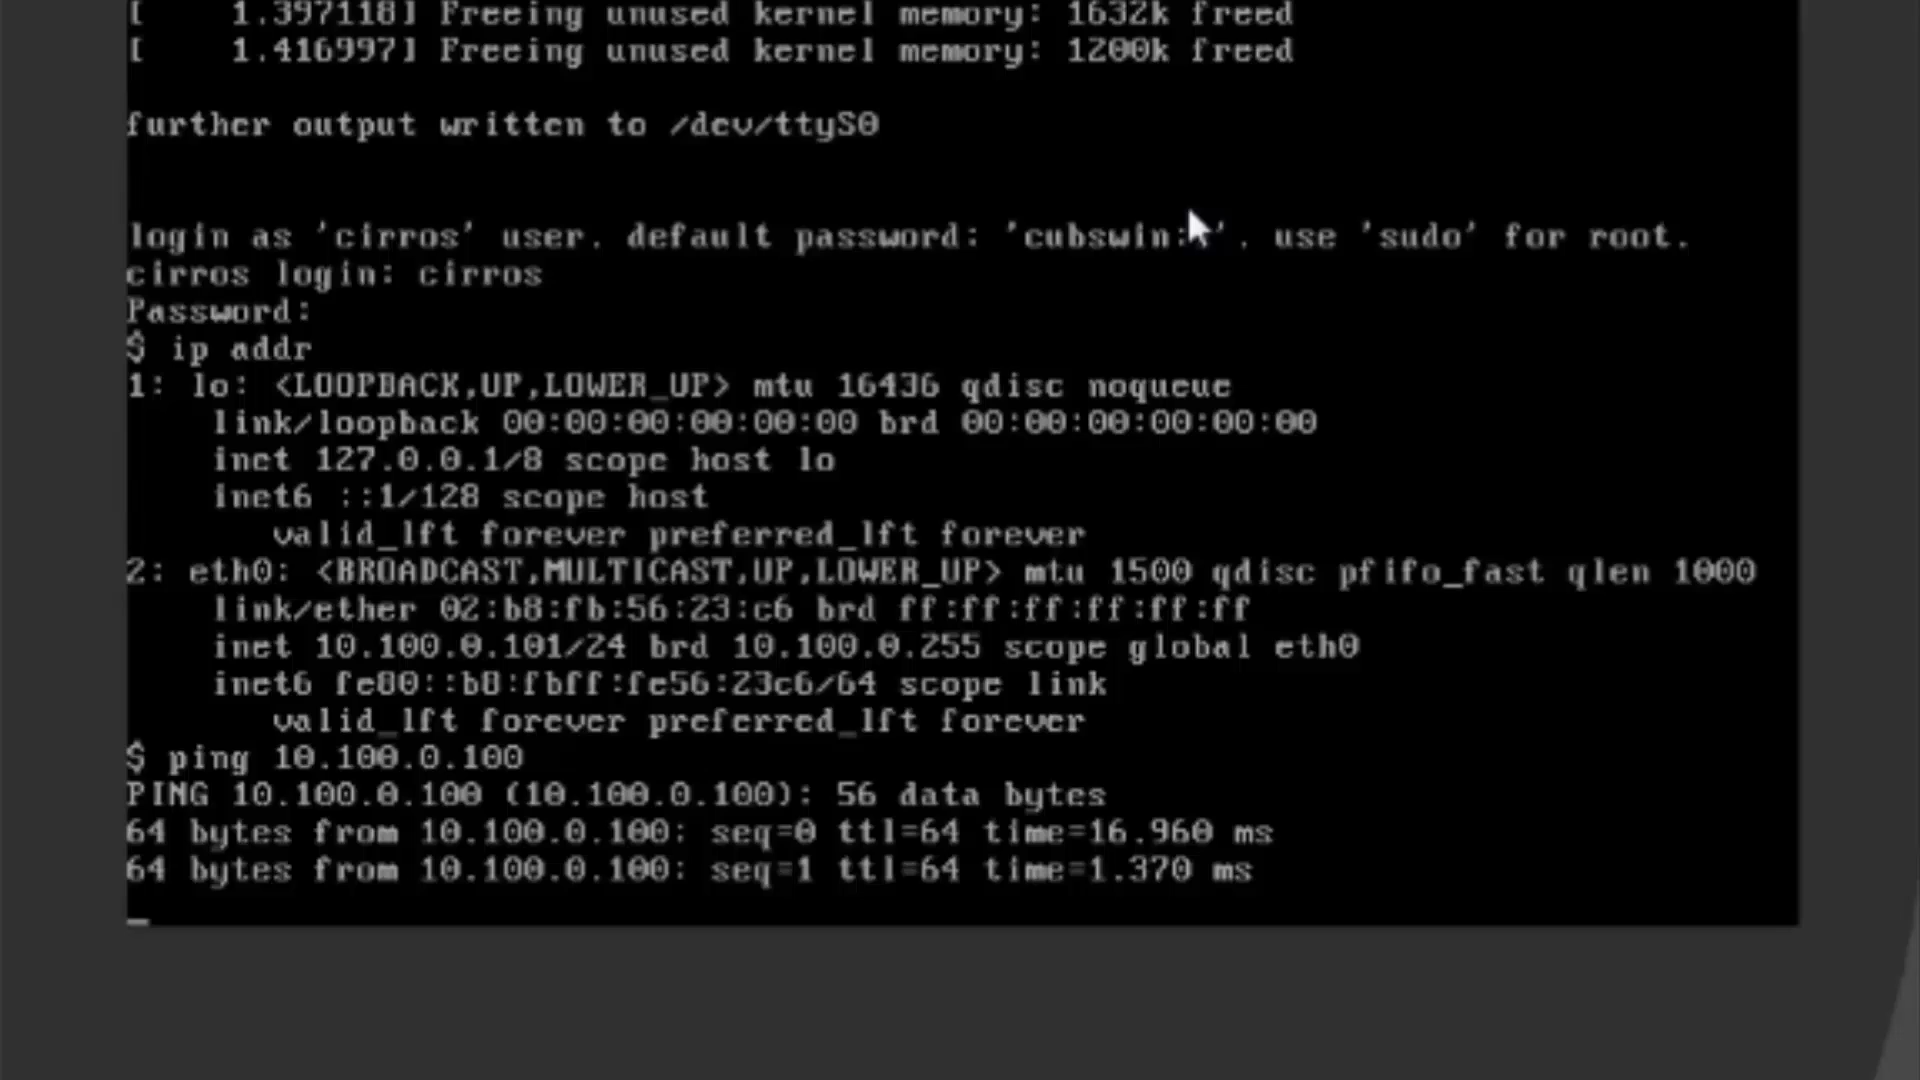 [    1.397118] Freeing unused kernel memory: 1632k freed
[    1.416997] Freeing unused kernel memory: 1200k freed
further output written to /dev/ttyS0
login as 'cirros' user. default password: 'cubswin: '. use 'sudo' for root.
cirros login: cirros
Password:
$ ip addr
1: lo: <LOOPBACK,UP,LOWER_UP> mtu 16436 qdisc noqueue
link/loopback 00:00:00:00:00:00 brd 00:00:00:00:00:00
inet 127.0.0.1/8 scope host lo
inet6 ::1/128 scope host
valid_lft forever preferred_lft forever
2: eth0: <BROADCAST,MULTICAST,UP,LOWER_UP> mtu 1500 qdisc pfifo_fast qlen 1000
link/ether 02:b8:fb:56:23:c6 brd ff:ff:ff:ff:ff:ff
inet 10.100.0.101/24 brd 10.100.0.255 scope global eth0
inet6 fe80::b8:fbff:fe56:23c6/64 scope link
valid_lft forever preferred_lft forever
$ ping 10.100.0.100
PING 10.100.0.100 (10.100.0.100): 56 data bytes
64 bytes from 10.100.0.100: seq=0 ttl=64 time=16.960 ms
64 bytes from 10.100.0.100: seq=1 ttl=64 time=1.370 ms